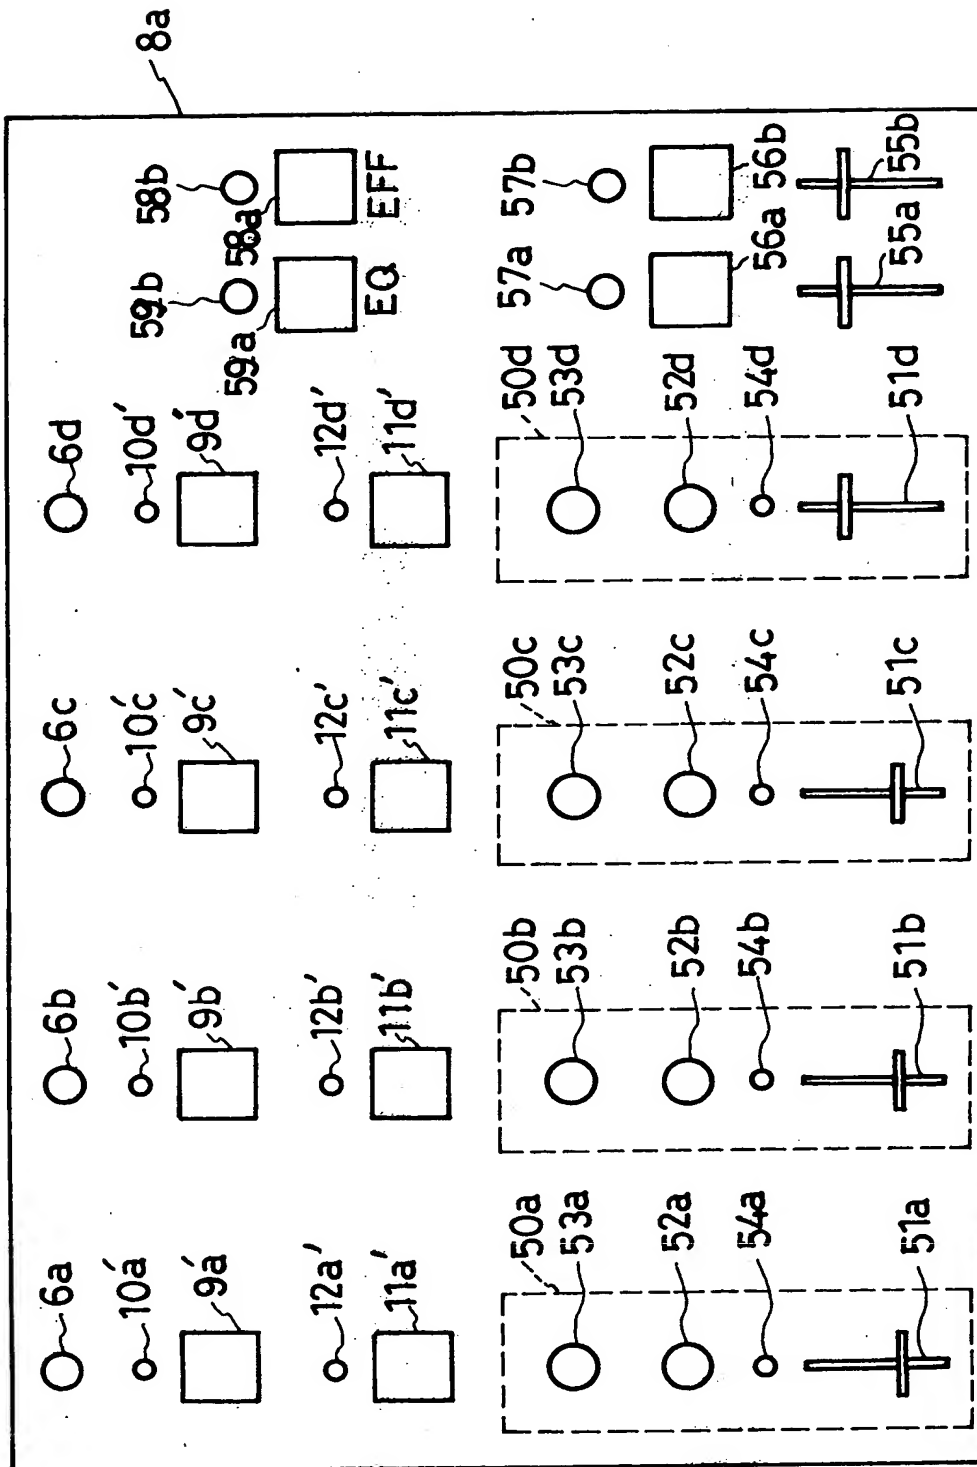 6a
6b
6c
6d
10a′
10b′
10c′
10d′
8a
9a′
9b′
9c′
9d′
59b
58b
59a
58a
12a′
12b′
12c′
12d′
EQ
EFF
11a′
11b′
11c′
11d′
50a
50b
50c
50d
57a
57b
53a
53b
53c
53d
52a
52b
52c
52d
56a
56b
54a
54b
54c
54d
51a
51b
51c
51d
55a
55b